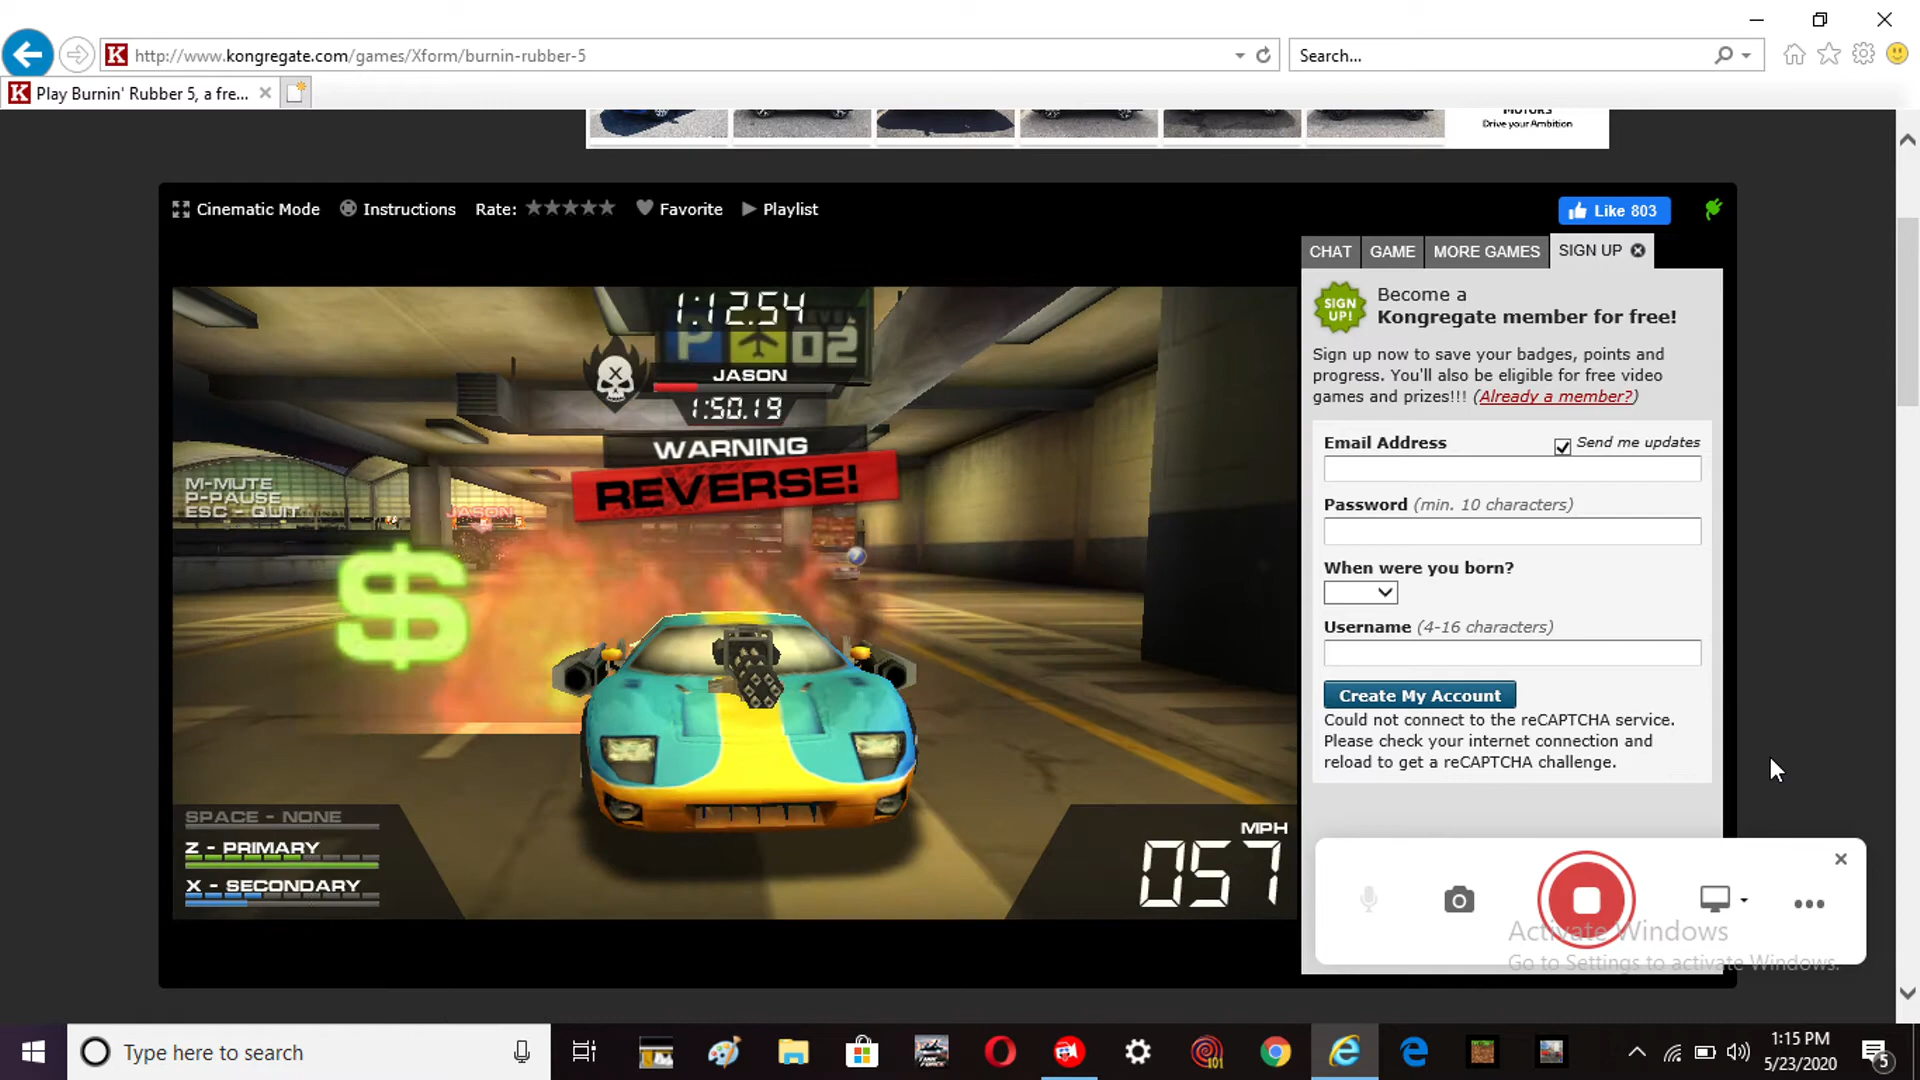 http://www.kongregate.com/games/Xform/burnin-rubber-5
Search...
K Play Burnin' Rubber 5, a fre...
MOTORS
Drive your Ambition
Cinematic Mode
Instructions
Rate:
Favorite
Playlist
Like 803
CHAT
GAME
MORE GAMES
SIGN UP
1:12.54
P 02
JASON
1:50.19
WARNING
REVERSE!
M-MUTE
P-PAUSE
ESC - QUIT
JASON
$
SPACE - NONE
Z - PRIMARY
X - SECONDARY
MPH
057
SIGN UP!
Become a
Kongregate member for free!
Sign up now to save your badges, points and
progress. You'll also be eligible for free video
games and prizes!!! (Already a member?)
Email Address
Send me updates
Password (min. 10 characters)
When were you born?
Username (4-16 characters)
Create My Account
Could not connect to the reCAPTCHA service.
Please check your internet connection and
reload to get a reCAPTCHA challenge.
Activate Windows
Go to Settings to activate Windows.
Type here to search
101
1:15 PM
5/23/2020
5